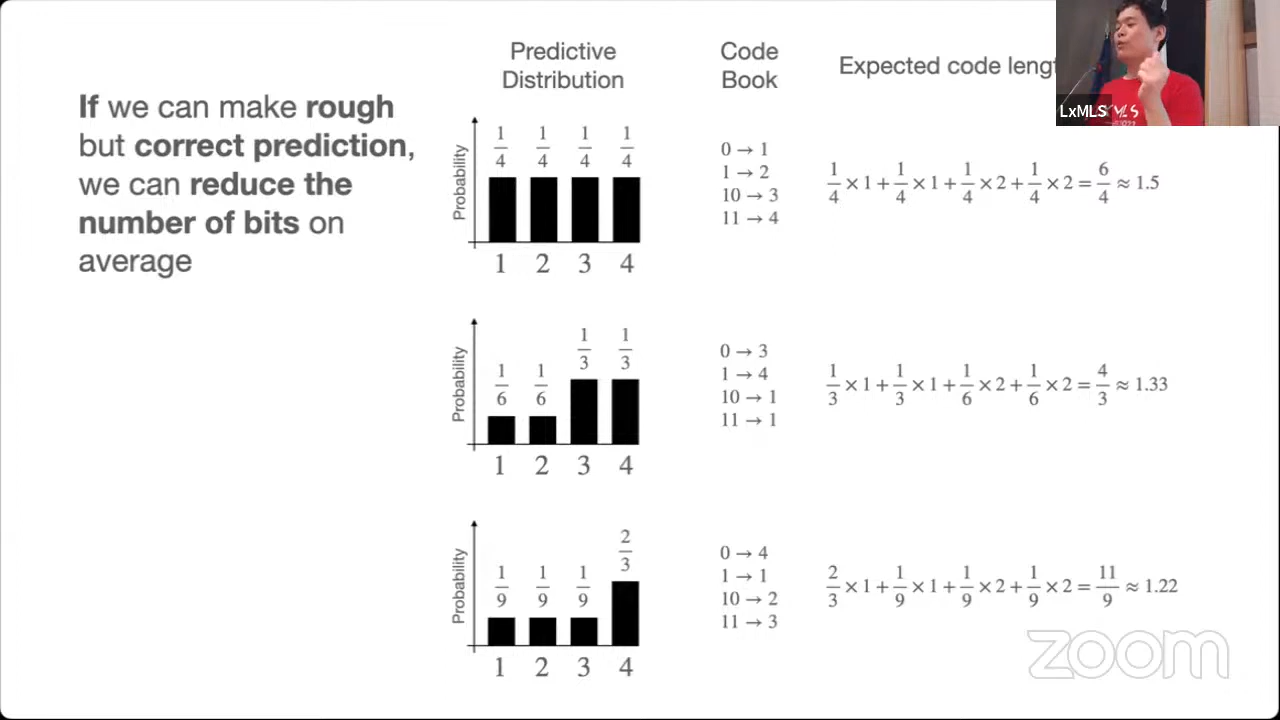 If we can make rough
but correct prediction,
we can reduce the
number of bits on
average
Predictive
Distribution
Code
Book
Expected code leng
LxMLS
Probability
1/4 1/4 1/4 1/4
1 2 3 4
0 → 1
1 → 2
10 → 3
11 → 4
1/4 × 1 + 1/4 × 1 + 1/4 × 2 + 1/4 × 2 = 6/4 ≈ 1.5
Probability
1/6 1/6 1/3 1/3
1 2 3 4
0 → 3
1 → 4
10 → 1
11 → 1
1/3 × 1 + 1/3 × 1 + 1/6 × 2 + 1/6 × 2 = 4/3 ≈ 1.33
Probability
1/9 1/9 1/9 2/3
1 2 3 4
0 → 4
1 → 1
10 → 2
11 → 3
2/3 × 1 + 1/9 × 1 + 1/9 × 2 + 1/9 × 2 = 11/9 ≈ 1.22
zoom